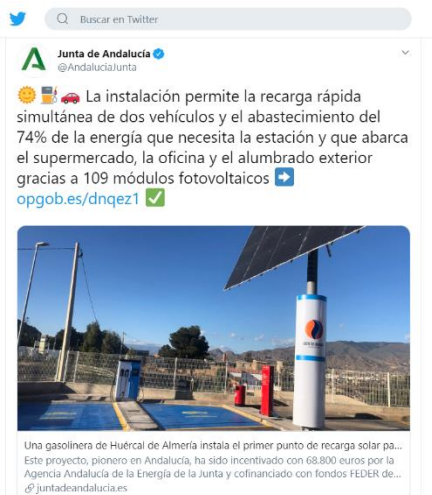 Buscar en Twitter
Junta de Andalucía
@AndaluciaJunta
La instalación permite la recarga rápida
simultánea de dos vehículos y el abastecimiento del
74% de la energía que necesita la estación y que abarca
el supermercado, la oficina y el alumbrado exterior
gracias a 109 módulos fotovoltaicos
opgob.es/dnqez1
Una gasolinera de Huércal de Almería instala el primer punto de recarga solar pa...
Este proyecto, pionero en Andalucía, ha sido incentivado con 68.800 euros por la
Agencia Andaluza de la Energía de la Junta y cofinanciado con fondos FEDER de...
juntadeandalucia.es